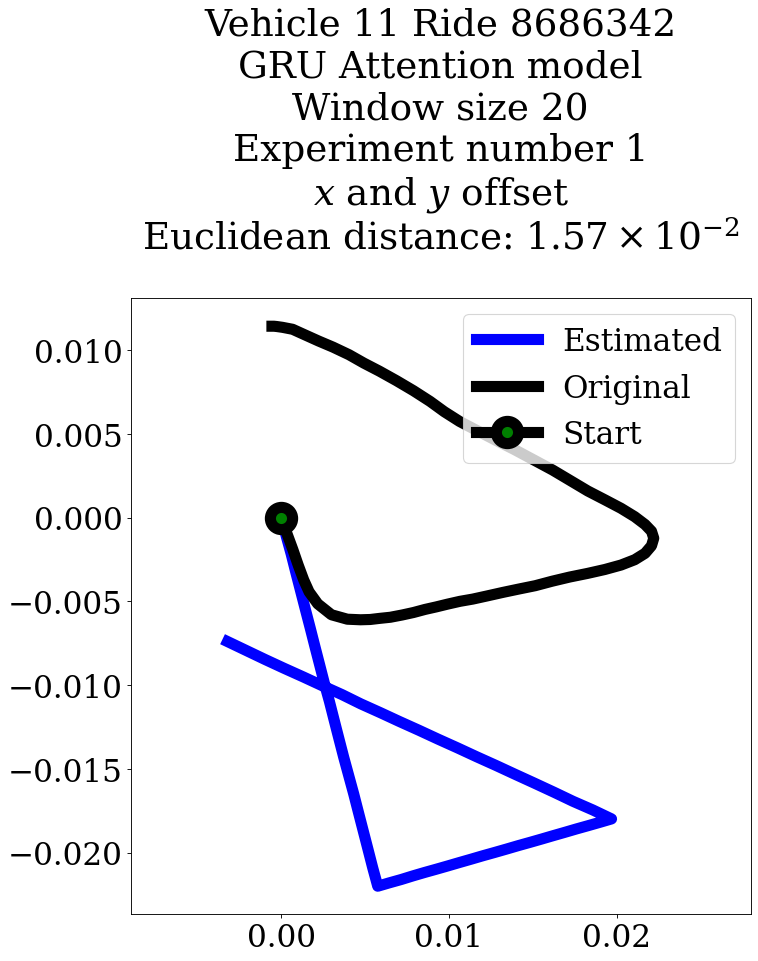 Vehicle 11 Ride 8686342
GRU Attention model
Window size 20
Experiment number 1
x and y offset
Euclidean distance: 1.57 × 10⁻²
Estimated
Original
Start
0.010
0.005
0.000
−0.005
−0.010
−0.015
−0.020
0.00 0.01 0.02